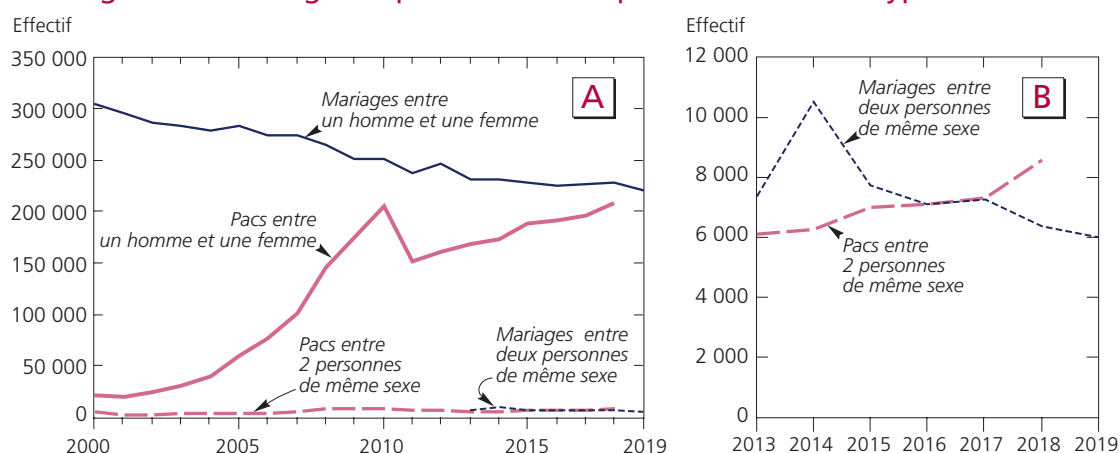 Effectif
350 000
300 000
250 000
200 000
150 000
100 000
50 000
0
2000
2005
2010
2015
2019
A
Mariages entre
un homme et une femme
Pacs entre
un homme et une femme
Pacs entre
2 personnes
de même sexe
Mariages entre
deux personnes
de même sexe
Effectif
12 000
10 000
8 000
6 000
4 000
2 000
0
2013
2014
2015
2016
2017
2018
2019
B
Mariages entre
deux personnes
de même sexe
Pacs entre
2 personnes
de même sexe